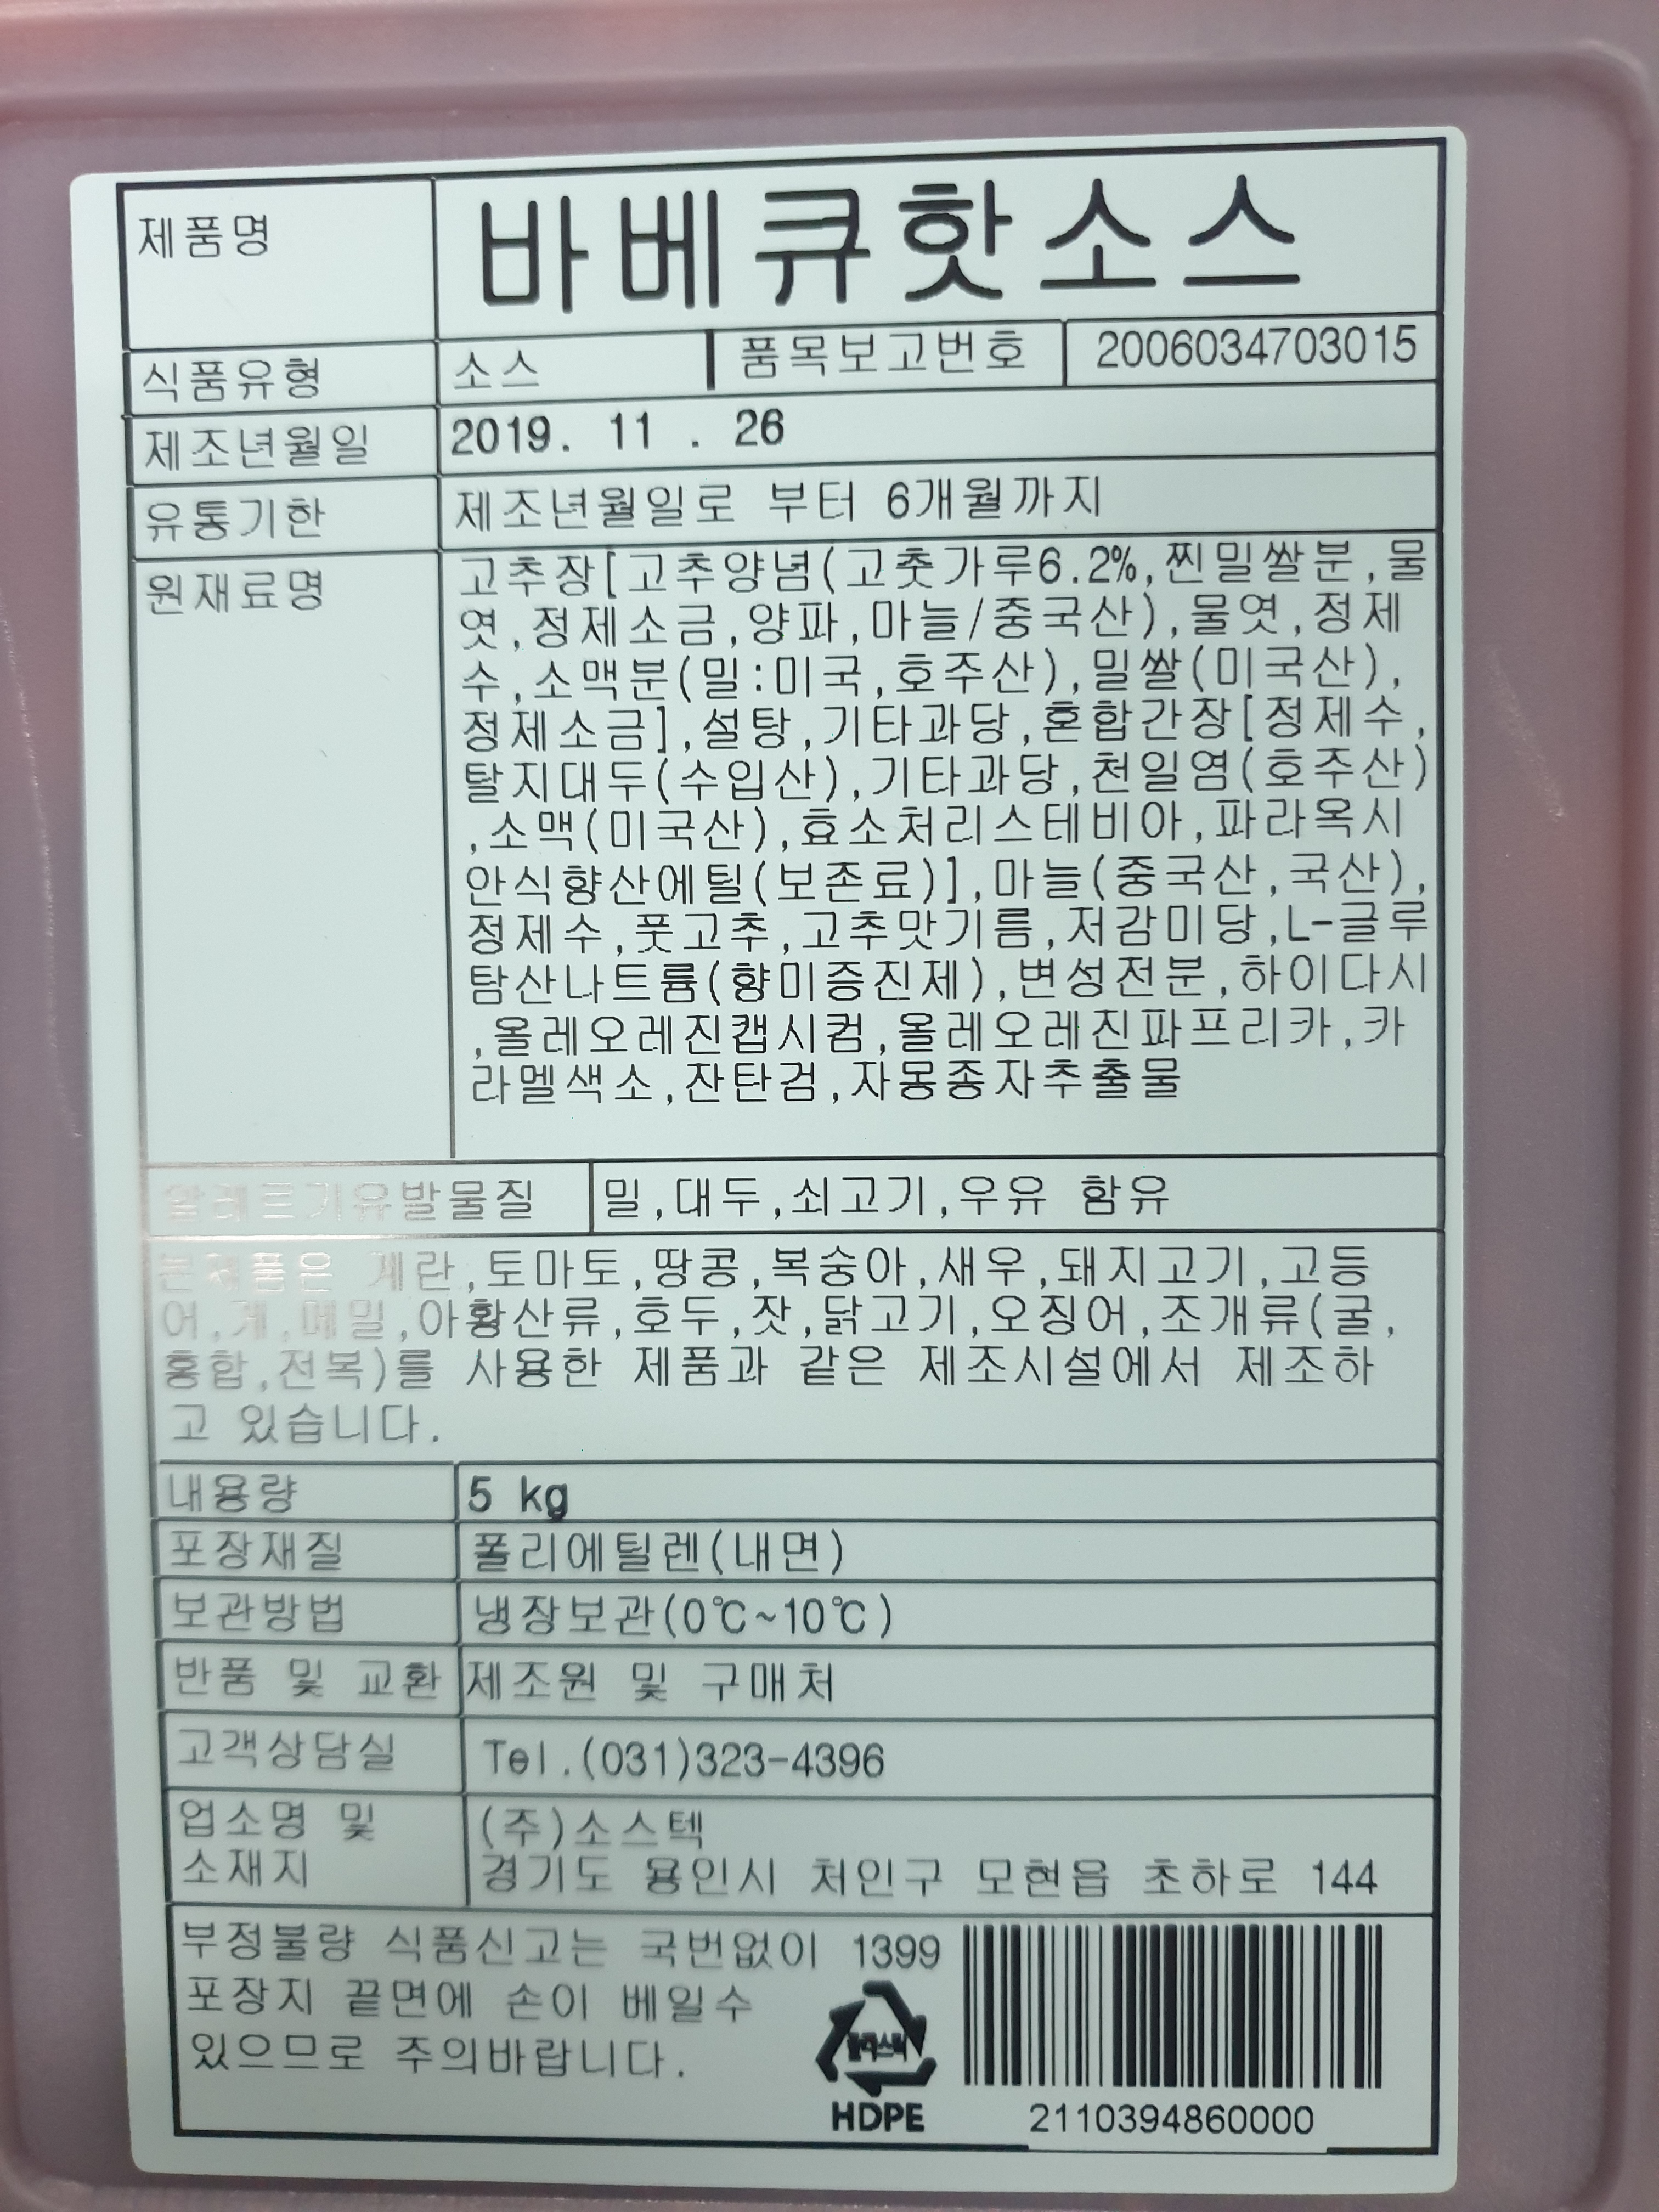 제품명 바베큐핫소스
식품유형 소스 품목보고번호 2006034703015
제조년월일 2019. 11 . 26
유통기한 제조년월일로 부터 6개월까지
원재료명 고추장[고추양념(고춧가루6.2%,찐밀쌀분,물
엿,정제소금,양파,마늘/중국산),물엿,정제
수,소맥분(밀:미국,호주산),밀쌀(미국산),
정제소금],설탕,기타과당,혼합간장[정제수,
탈지대두(수입산),기타과당,천일염(호주산)
,소맥(미국산),효소처리스테비아,파라옥시
안식향산에틸(보존료)],마늘(중국산,국산),
정제수,풋고추,고추맛기름,저감미당,L-글루
탐산나트륨(향미증진제),변성전분,하이다시
,올레오레진캡시컴,올레오레진파프리카,카
라멜색소,잔탄검,자몽종자추출물
알레르기유발물질 밀,대두,쇠고기,우유 함유
본제품은 계란,토마토,땅콩,복숭아,새우,돼지고기,고등
어,게,메밀,아황산류,호두,잣,닭고기,오징어,조개류(굴,
홍합,전복)를 사용한 제품과 같은 제조시설에서 제조하
고 있습니다.
내용량 5 kg
포장재질 폴리에틸렌(내면)
보관방법 냉장보관(0℃~10℃)
반품 및 교환 제조원 및 구매처
고객상담실 Tel.(031)323-4396
업소명 및 (주)소스텍
소재지 경기도 용인시 처인구 모현읍 초하로 144
부정불량 식품신고는 국번없이 1399
포장지 끝면에 손이 베일수
있으므로 주의바랍니다.
플라스틱
HDPE
2110394860000